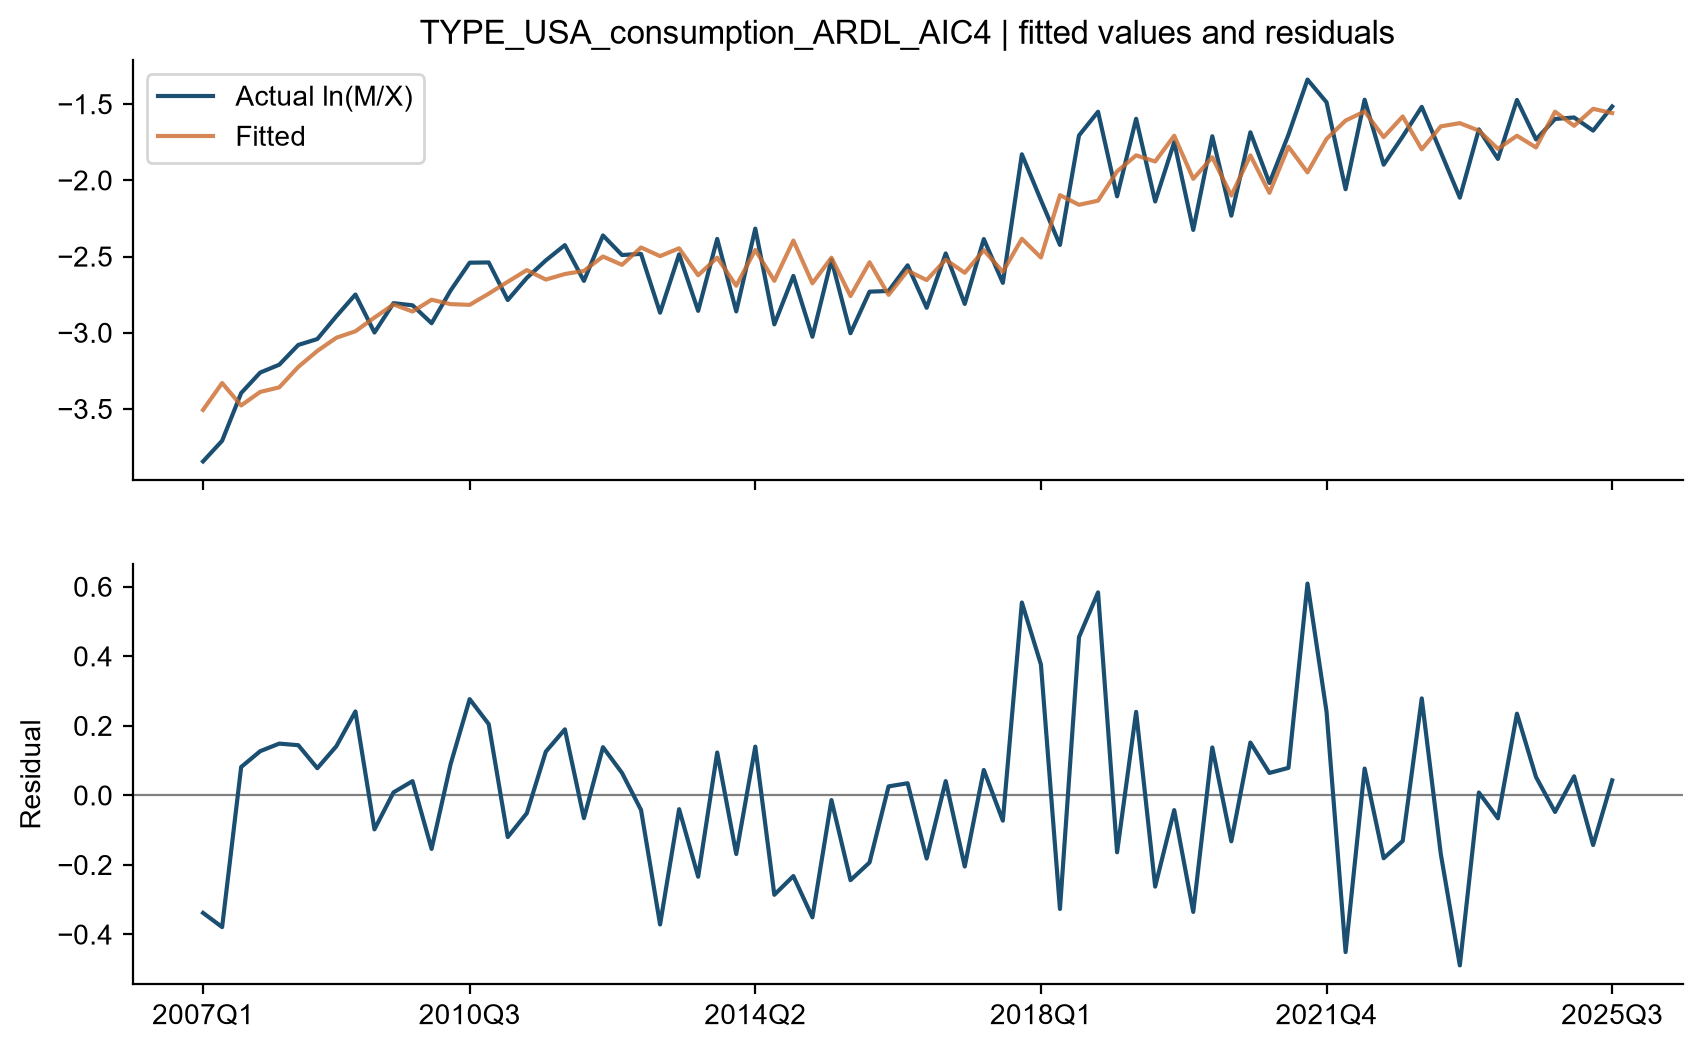 TYPE_USA_consumption_ARDL_AIC4 | fitted values and residuals
Actual ln(M/X)
Fitted
−1.5
−2.0
−2.5
−3.0
−3.5
0.6
0.4
0.2
0.0
−0.2
−0.4
Residual
2007Q1 2010Q3 2014Q2 2018Q1 2021Q4 2025Q3